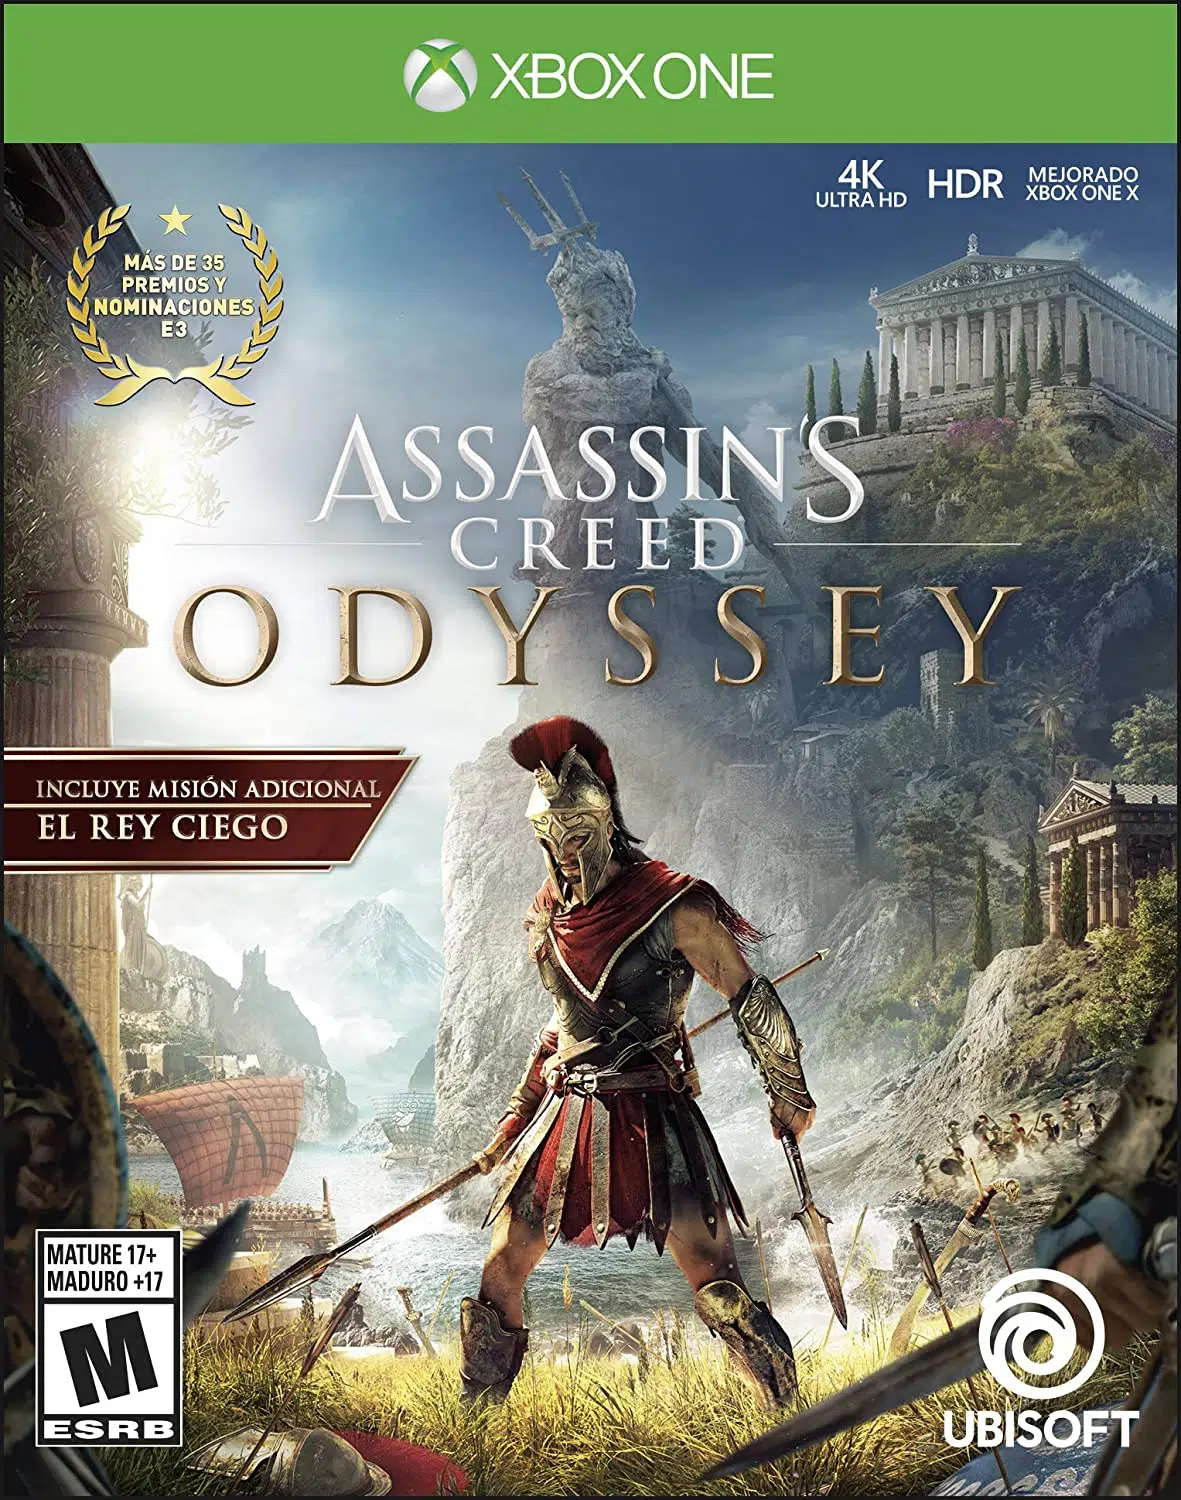 XBOX ONE
4K
ULTRA HD
HDR
MEJORADO
XBOX ONE X
MÁS DE 35
PREMIOS Y
NOMINACIONES
E3
ASSASSIN'S
CREED
ODYSSEY
INCLUYE MISIÓN ADICIONAL
EL REY CIEGO
MATURE 17+
MADURO +17
M
ESRB
UBISOFT